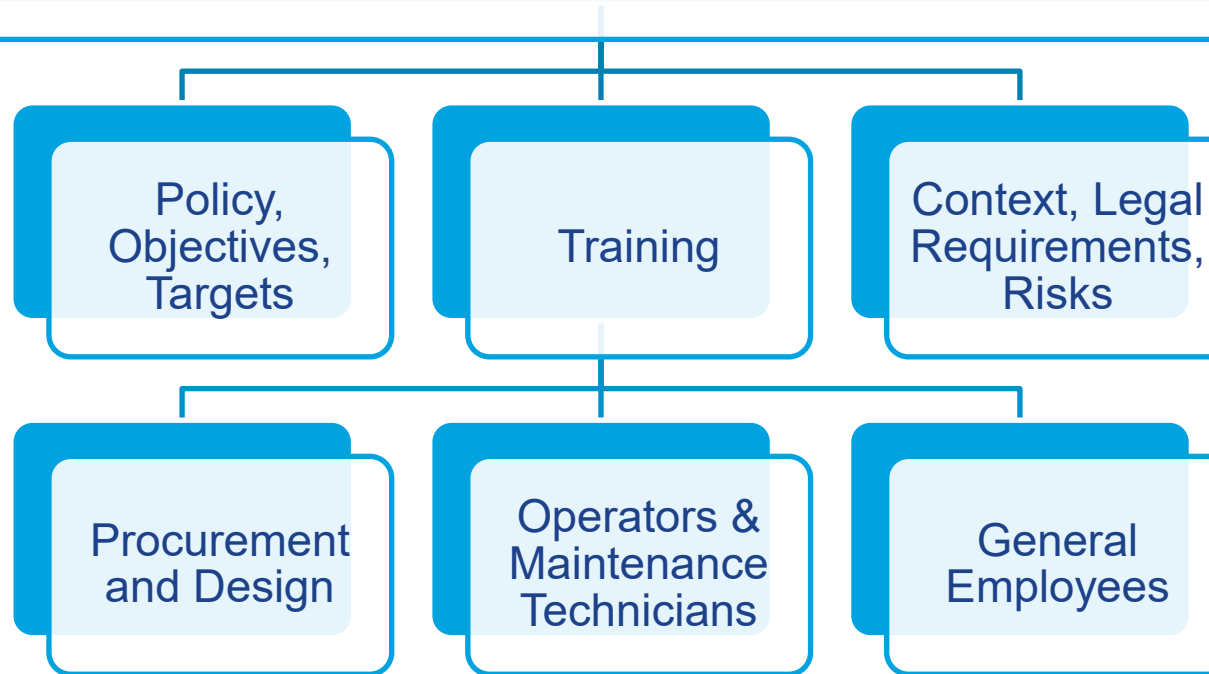 Policy,
Objectives,
Targets
Training
Context, Legal
Requirements,
Risks
Procurement
and Design
Operators &
Maintenance
Technicians
General
Employees